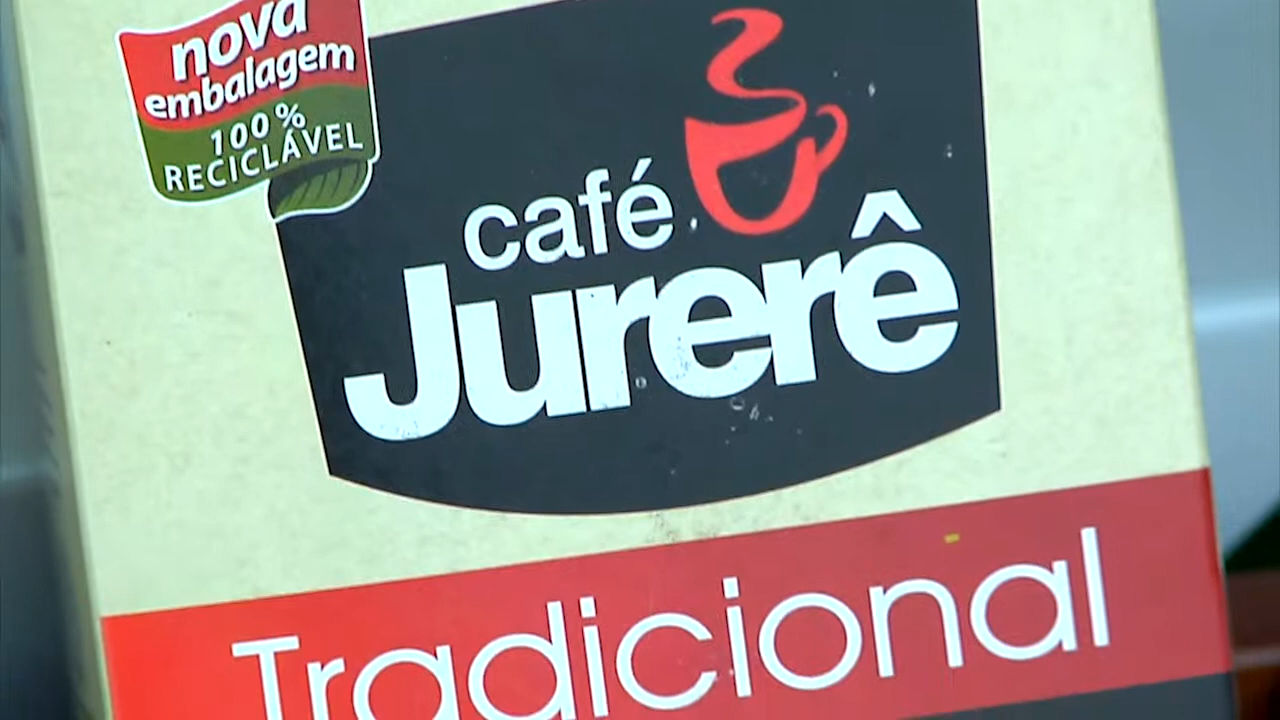 nova
embalagem
100%
RECICLÁVEL
café
Jurerê
Tradicional